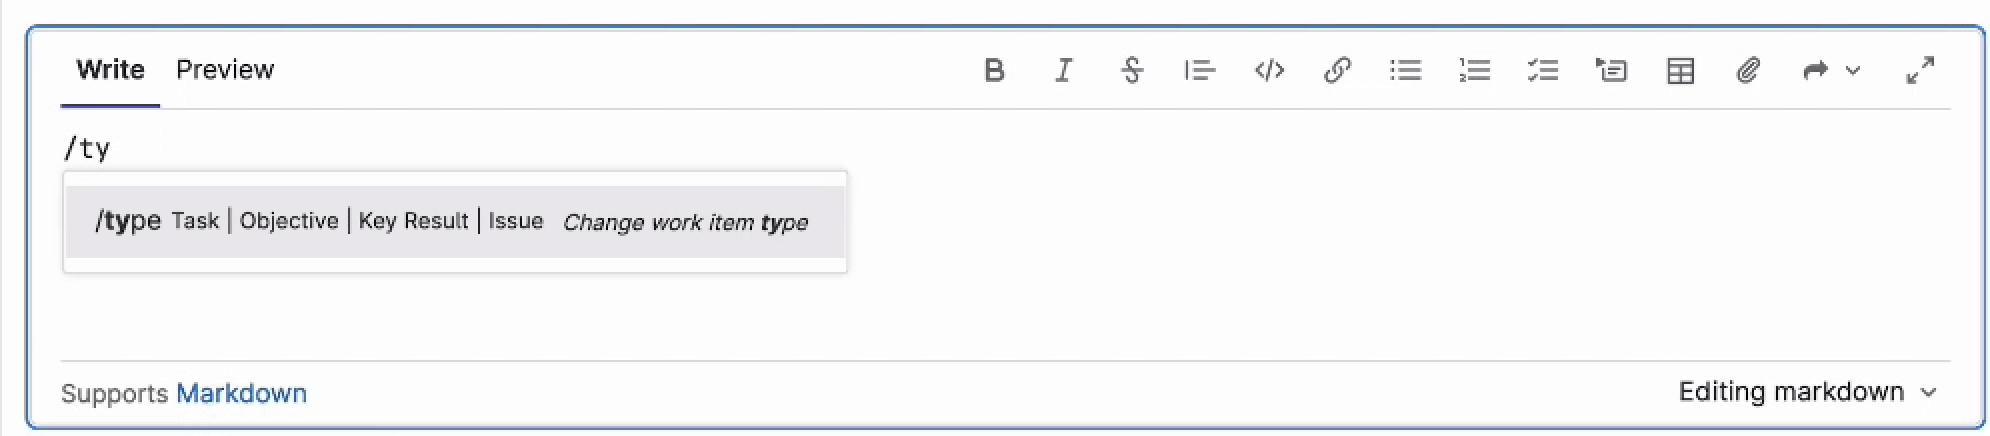 Write Preview
/ty
/type Task | Objective | Key Result | Issue Change work item type
Supports Markdown
Editing markdown